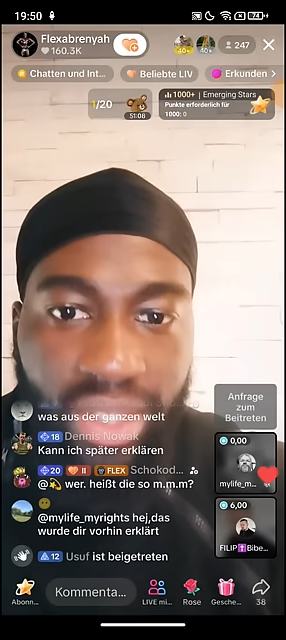 19:50
74
Flexabrenyah
160.3K
40+
40+
247
Chatten und Int...
Beliebte LIV
Erkunden
1/20
51:08
1000+ | Emerging Stars
Punkte erforderlich für
1000: 0
Anfrage
zum
Beitreten
was aus der ganzen welt
18 Dennis Nowak
Kann ich später erklären
20 II FLEX Schokod...
@ wer. heißt die so m.m.m?
@mylife_myrights hej,das
wurde dir vorhin erklärt
12 Usuf ist beigetreten
0,00
mylife_m...
6,00
FILIP Bibe...
Abonn...
Kommenta...
LIVE mi...
Rose
Gesche...
38